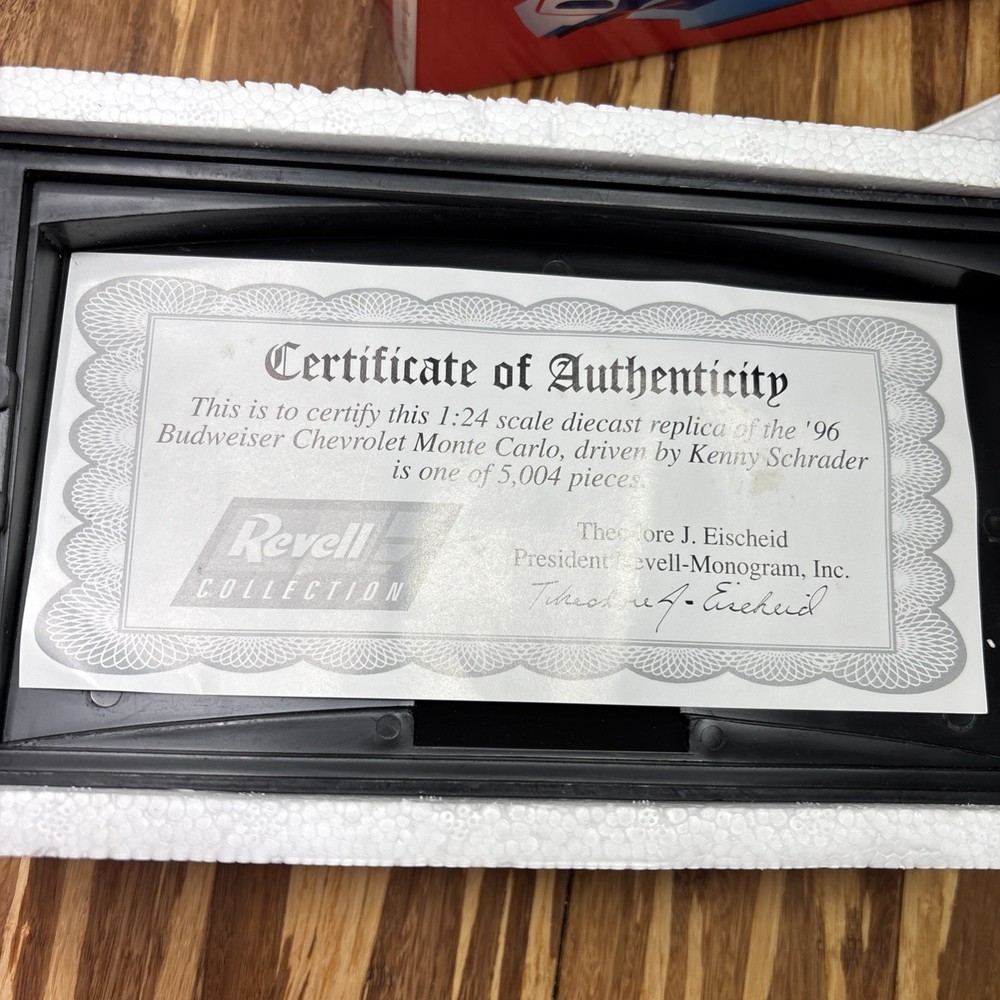 Certificate of Authenticity
This is to certify this 1:24 scale diecast replica of the '96
Budweiser Chevrolet Monte Carlo, driven by Kenny Schrader
is one of 5,004 pieces.
Revell
COLLECTION
Theodore J. Eischeid
President Revell-Monogram, Inc.
Theodore J. Eischeid